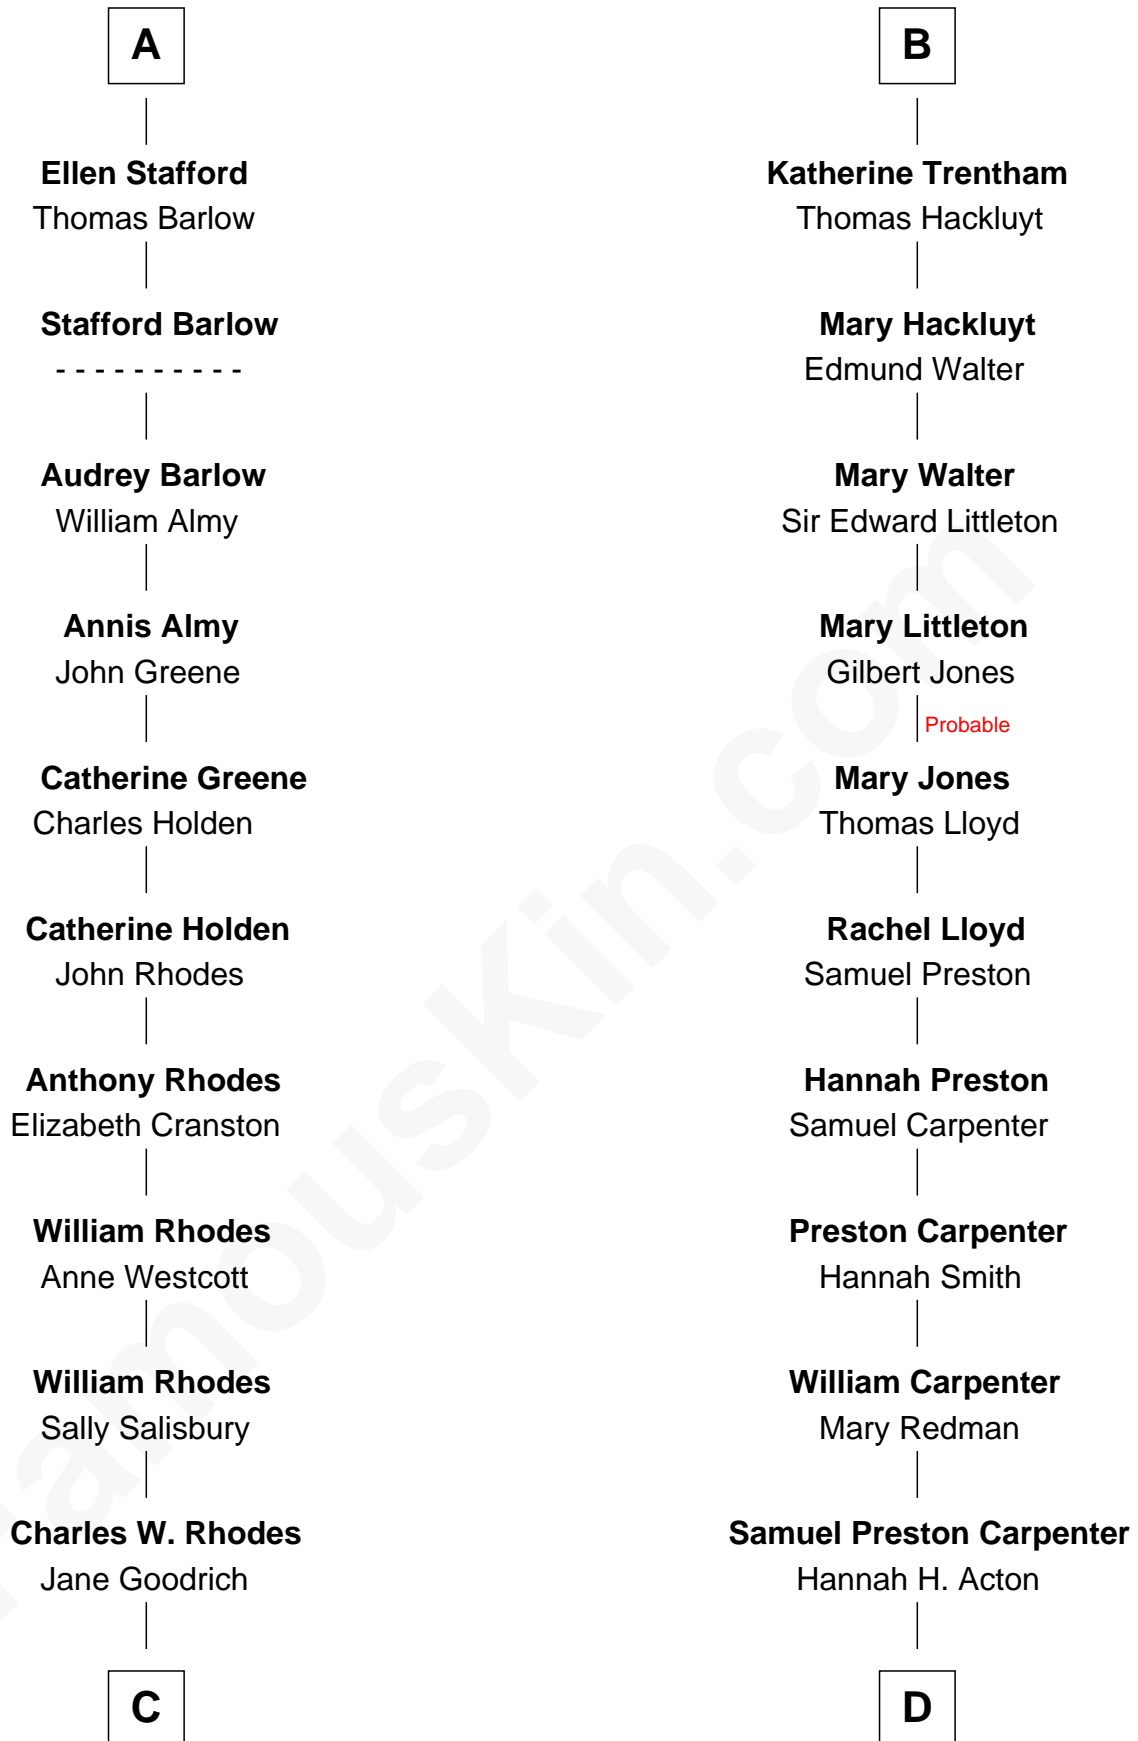 A
Ellen Stafford
Thomas Barlow
Stafford Barlow
- - - - - - - - - -
Audrey Barlow
William Almy
Annis Almy
John Greene
Catherine Greene
Charles Holden
Catherine Holden
John Rhodes
Anthony Rhodes
Elizabeth Cranston
William Rhodes
Anne Westcott
William Rhodes
Sally Salisbury
Charles W. Rhodes
Jane Goodrich
C
B
Katherine Trentham
Thomas Hackluyt
Mary Hackluyt
Edmund Walter
Mary Walter
Sir Edward Littleton
Mary Littleton
Gilbert Jones
Probable
Mary Jones
Thomas Lloyd
Rachel Lloyd
Samuel Preston
Hannah Preston
Samuel Carpenter
Preston Carpenter
Hannah Smith
William Carpenter
Mary Redman
Samuel Preston Carpenter
Hannah H. Acton
D
FamousKin.com